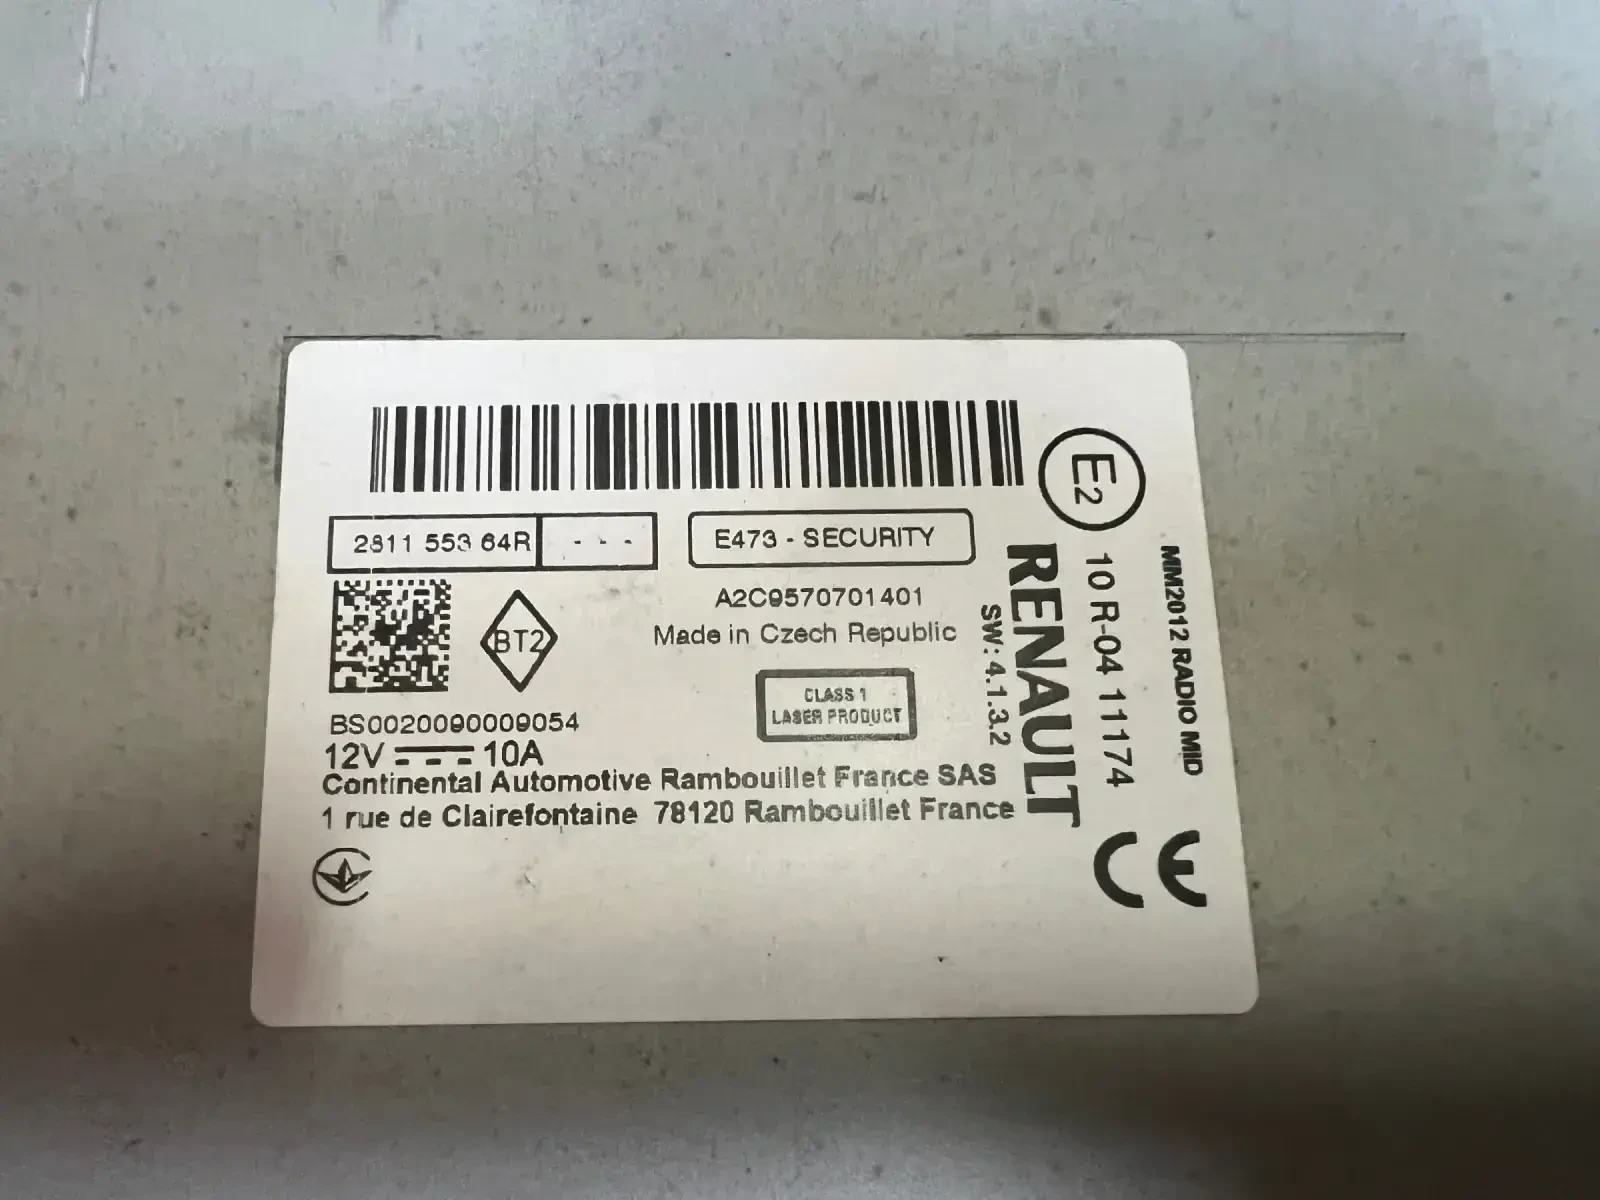 2811 553 64R - - -
E473 - SECURITY
A2C9570701401
Made in Czech Republic
BT2
CLASS 1
LASER PRODUCT
BS0020090009054
12V 10A
Continental Automotive Rambouillet France SAS
1 rue de Clairefontaine 78120 Rambouillet France
SW:4.1.3.2
RENAULT
E2
10 R-04 11174
MM2012 RADIO MID
CE